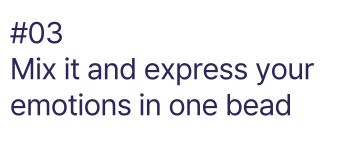 #03
Mix it and express your
emotions in one bead